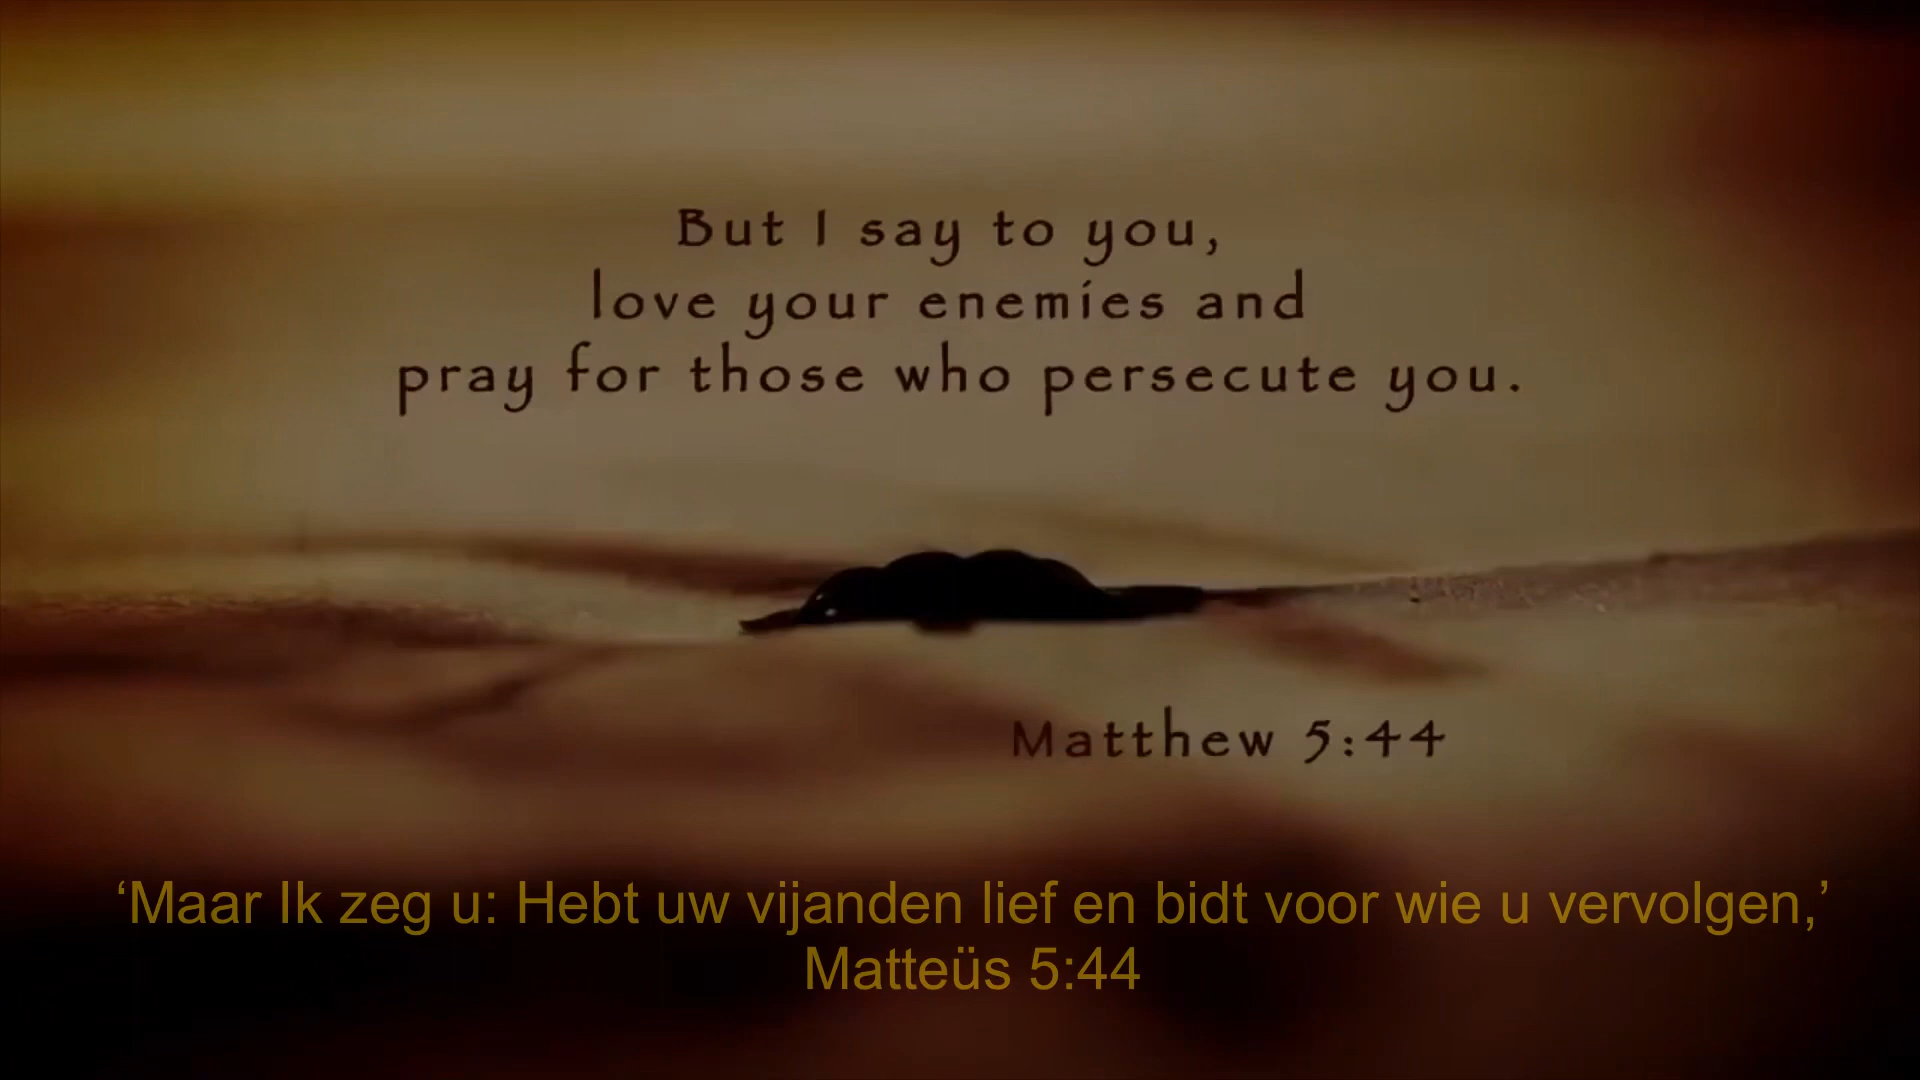 But I say to you,
love your enemies and
pray for those who persecute you.
Matthew 5:44
‘Maar Ik zeg u: Hebt uw vijanden lief en bidt voor wie u vervolgen,’
Matteüs 5:44